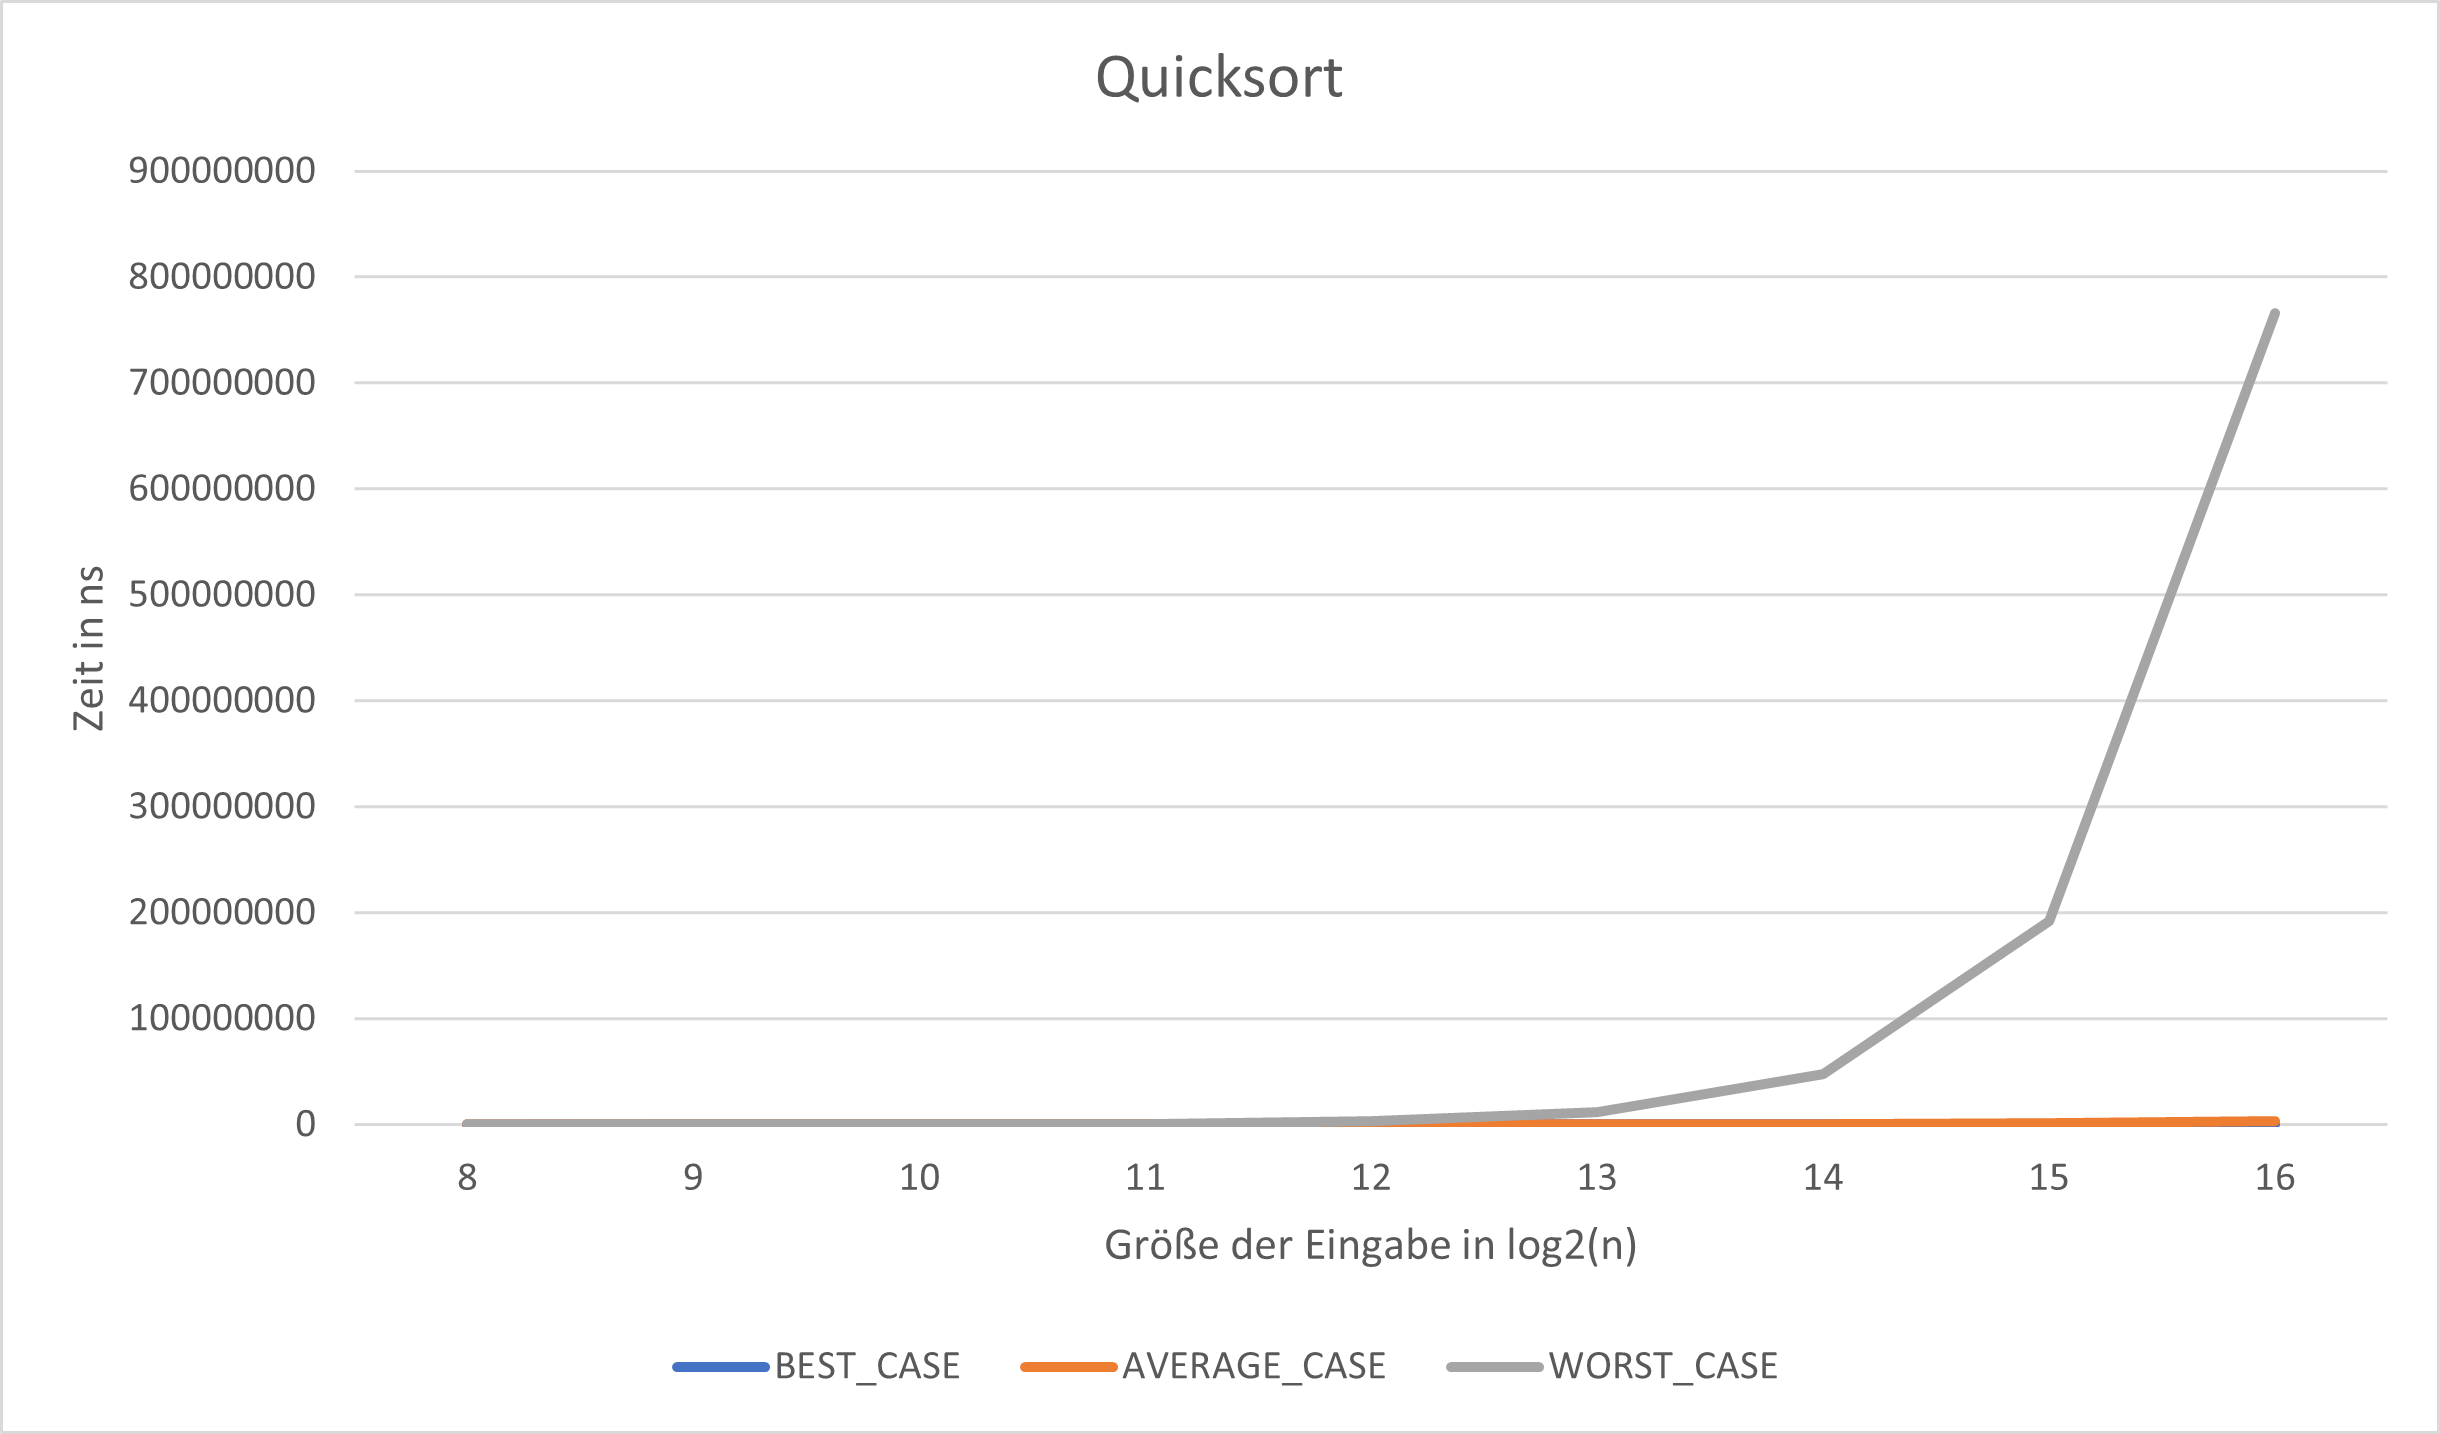 Quicksort
900000000
800000000
700000000
600000000
500000000
400000000
300000000
200000000
100000000
0
Zeit in ns
8 9 10 11 12 13 14 15 16
Größe der Eingabe in log2(n)
BEST_CASE AVERAGE_CASE WORST_CASE